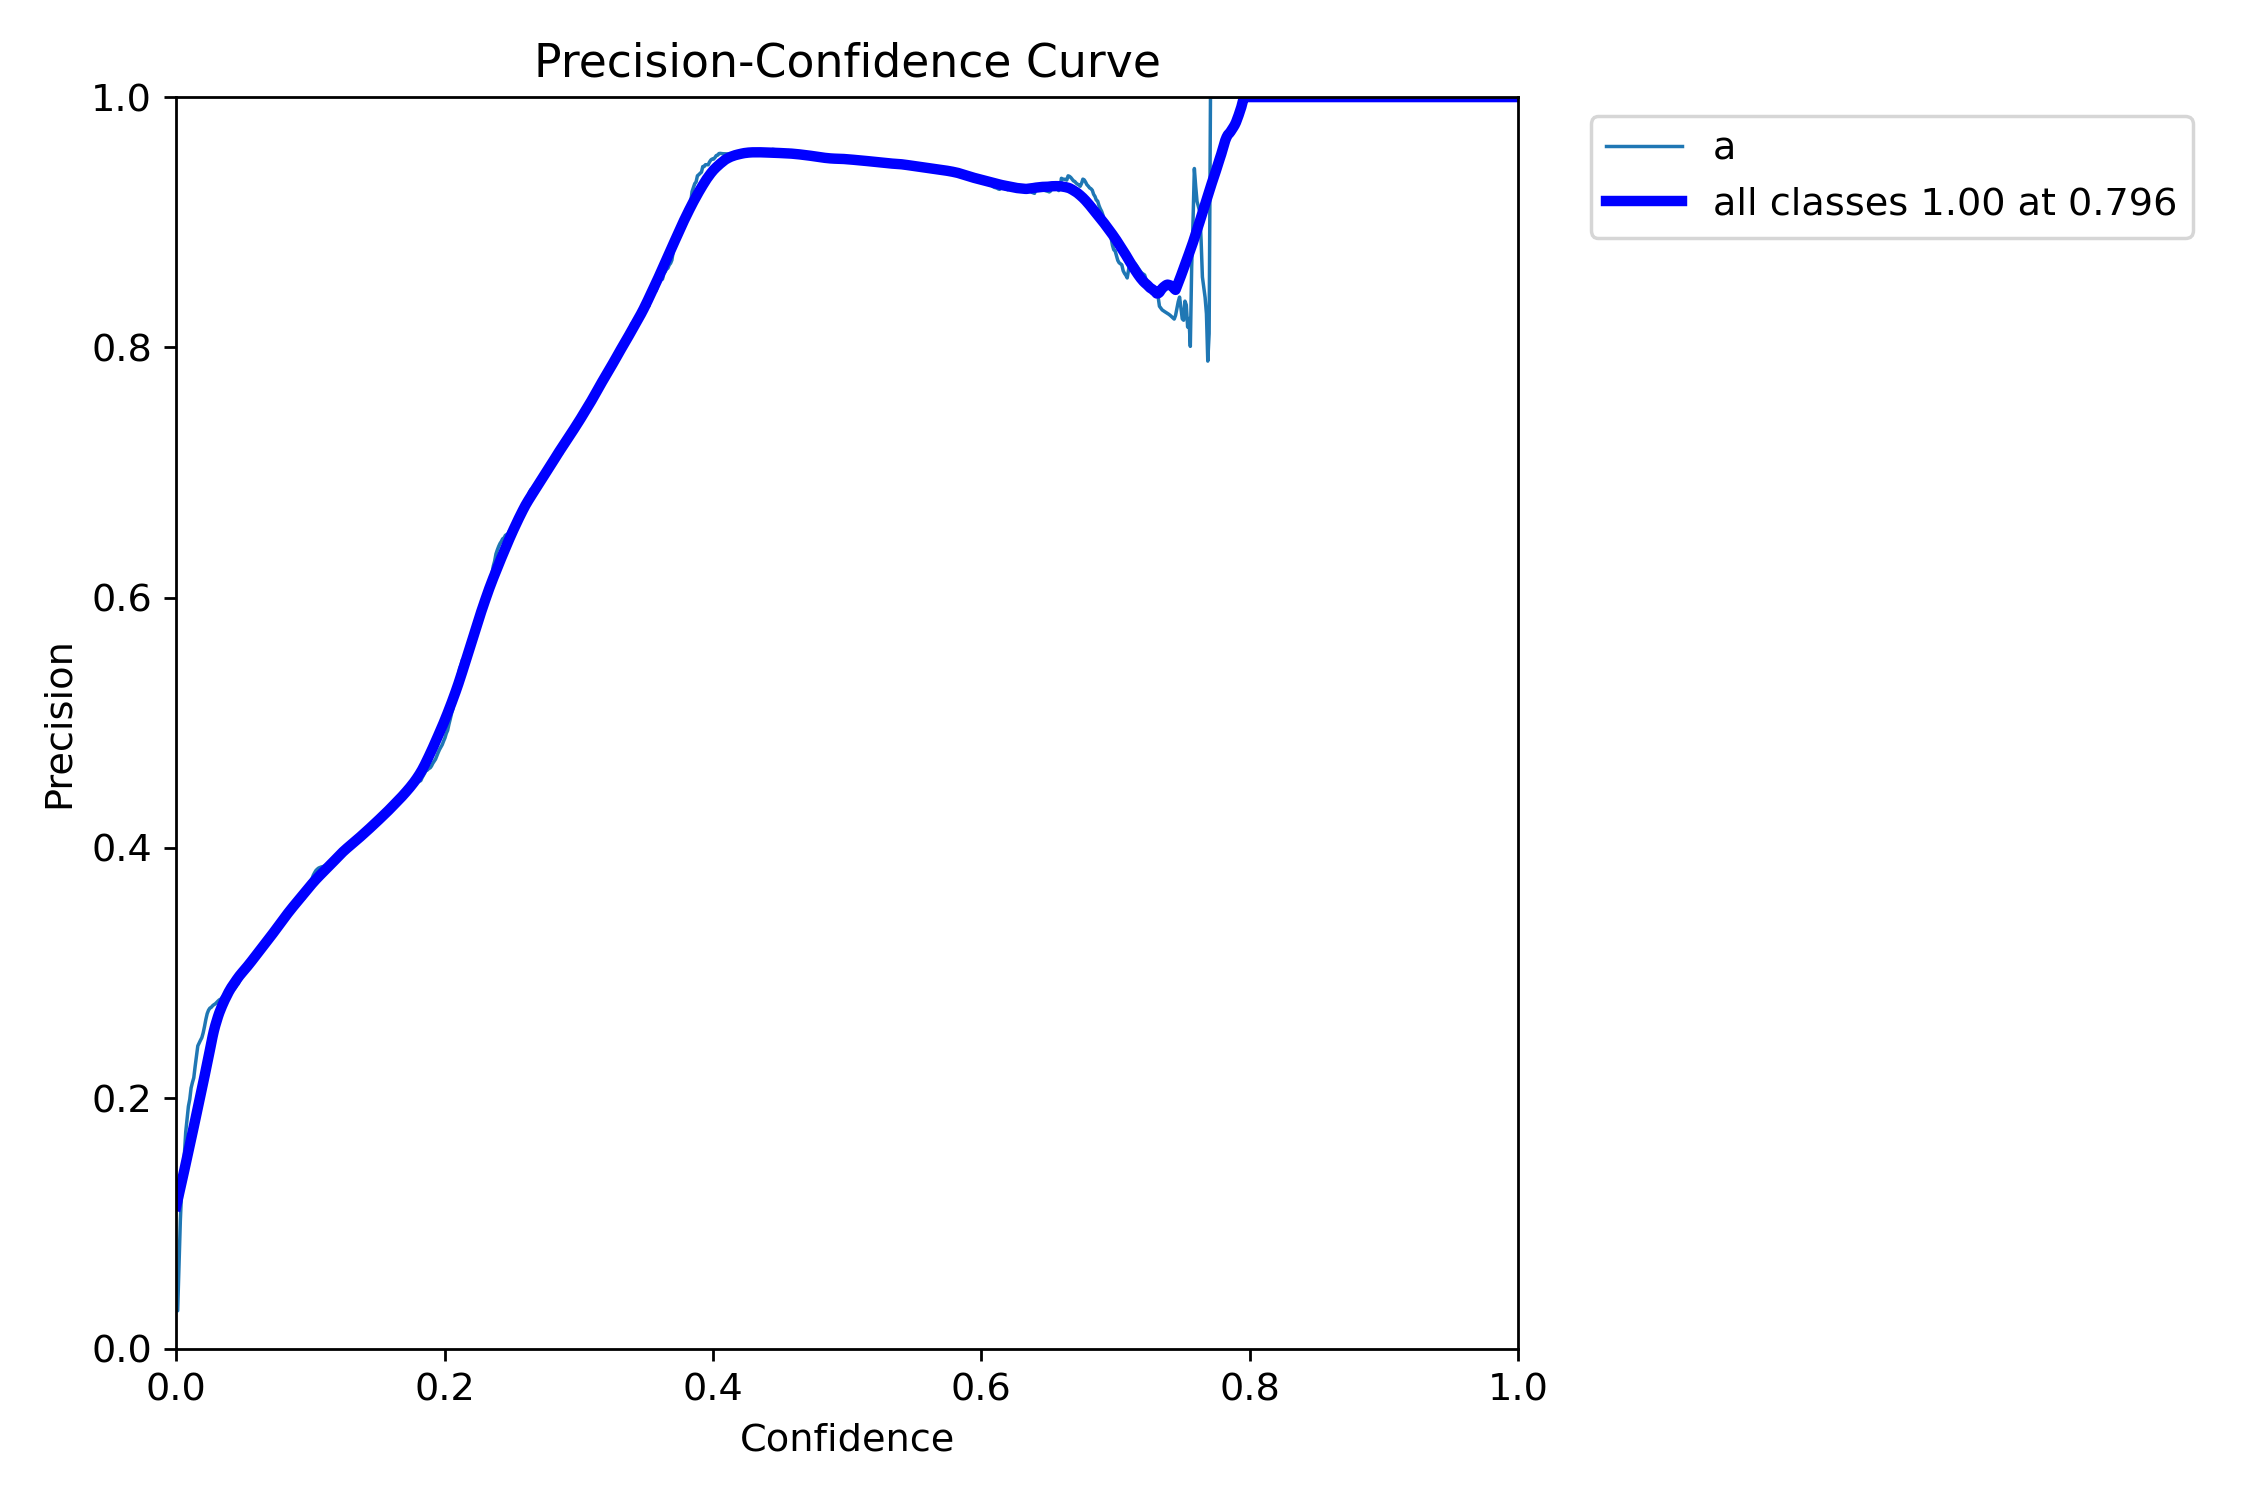 Precision-Confidence Curve
1.0
0.8
0.6
0.4
0.2
0.0
Precision
0.0 0.2 0.4 0.6 0.8 1.0
Confidence
a
all classes 1.00 at 0.796